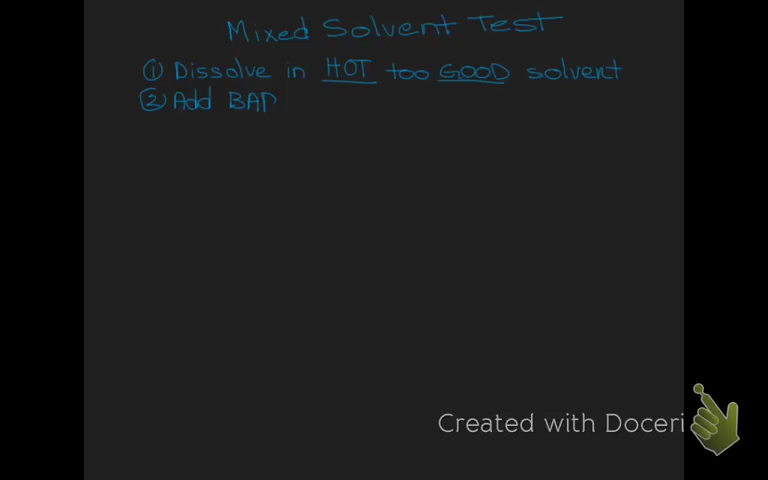 Mixed Solvent Test
① Dissolve in HOT too GOOD solvent
② Add BAD
Created with Doceri